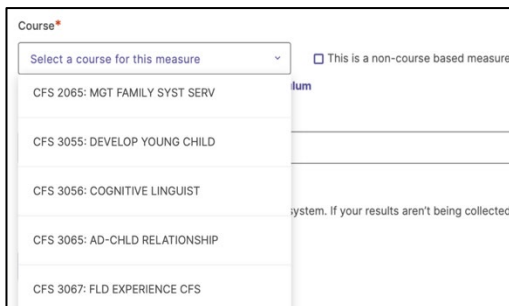 Course*
Select a course for this measure
This is a non-course based measure
lum
CFS 2065: MGT FAMILY SYST SERV
CFS 3055: DEVELOP YOUNG CHILD
CFS 3056: COGNITIVE LINGUIST
ystem. If your results aren't being collected
CFS 3065: AD-CHLD RELATIONSHIP
CFS 3067: FLD EXPERIENCE CFS